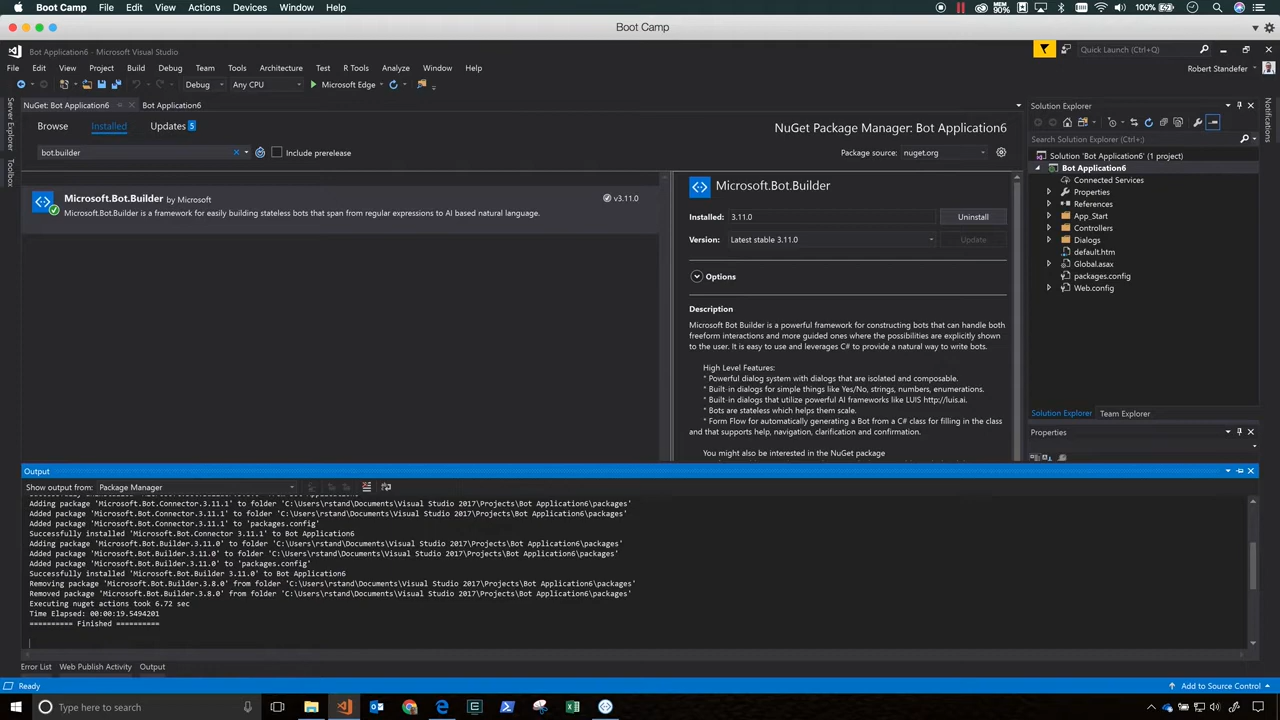 Boot Camp File Edit View Actions Devices Window Help
MEM 90% 100%
Boot Camp
Bot Application6 - Microsoft Visual Studio
Quick Launch (Ctrl+Q)
File Edit View Project Build Debug Team Tools Architecture Test R Tools Analyze Window Help
Robert Standefer
Debug Any CPU Microsoft Edge
Server Explorer
Toolbox
Notifications
NuGet: Bot Application6 Bot Application6
Browse Installed Updates 5
NuGet Package Manager: Bot Application6
bot.builder Include prerelease
Package source: nuget.org
Microsoft.Bot.Builder by Microsoft v3.11.0
Microsoft.Bot.Builder is a framework for easily building stateless bots that span from regular expressions to AI based natural language.
Microsoft.Bot.Builder
Installed: 3.11.0 Uninstall
Version: Latest stable 3.11.0 Update
Options
Description
Microsoft Bot Builder is a powerful framework for constructing bots that can handle both
freeform interactions and more guided ones where the possibilities are explicitly shown
to the user. It is easy to use and leverages C# to provide a natural way to write bots.
High Level Features:
* Powerful dialog system with dialogs that are isolated and composable.
* Built-in dialogs for simple things like Yes/No, strings, numbers, enumerations.
* Built-in dialogs that utilize powerful AI frameworks like LUIS http://luis.ai.
* Bots are stateless which helps them scale.
* Form Flow for automatically generating a Bot from a C# class for filling in the class
and that supports help, navigation, clarification and confirmation.
You might also be interested in the NuGet package
Solution Explorer
Search Solution Explorer (Ctrl+;)
Solution 'Bot Application6' (1 project)
Bot Application6
Connected Services
Properties
References
App_Start
Controllers
Dialogs
default.htm
Global.asax
packages.config
Web.config
Solution Explorer Team Explorer
Properties
Output
Show output from: Package Manager
Adding package 'Microsoft.Bot.Connector.3.11.1' to folder 'C:\Users\rstand\Documents\Visual Studio 2017\Projects\Bot Application6\packages'
Added package 'Microsoft.Bot.Connector.3.11.1' to folder 'C:\Users\rstand\Documents\Visual Studio 2017\Projects\Bot Application6\packages'
Added package 'Microsoft.Bot.Connector.3.11.1' to 'packages.config'
Successfully installed 'Microsoft.Bot.Connector 3.11.1' to Bot Application6
Adding package 'Microsoft.Bot.Builder.3.11.0' to folder 'C:\Users\rstand\Documents\Visual Studio 2017\Projects\Bot Application6\packages'
Added package 'Microsoft.Bot.Builder.3.11.0' to folder 'C:\Users\rstand\Documents\Visual Studio 2017\Projects\Bot Application6\packages'
Added package 'Microsoft.Bot.Builder.3.11.0' to 'packages.config'
Successfully installed 'Microsoft.Bot.Builder 3.11.0' to Bot Application6
Removing package 'Microsoft.Bot.Builder.3.8.0' from folder 'C:\Users\rstand\Documents\Visual Studio 2017\Projects\Bot Application6\packages'
Removed package 'Microsoft.Bot.Builder.3.8.0' from folder 'C:\Users\rstand\Documents\Visual Studio 2017\Projects\Bot Application6\packages'
Executing nuget actions took 6.72 sec
Time Elapsed: 00:00:19.5494201
========== Finished ==========
Error List Web Publish Activity Output
Ready
Add to Source Control
Type here to search